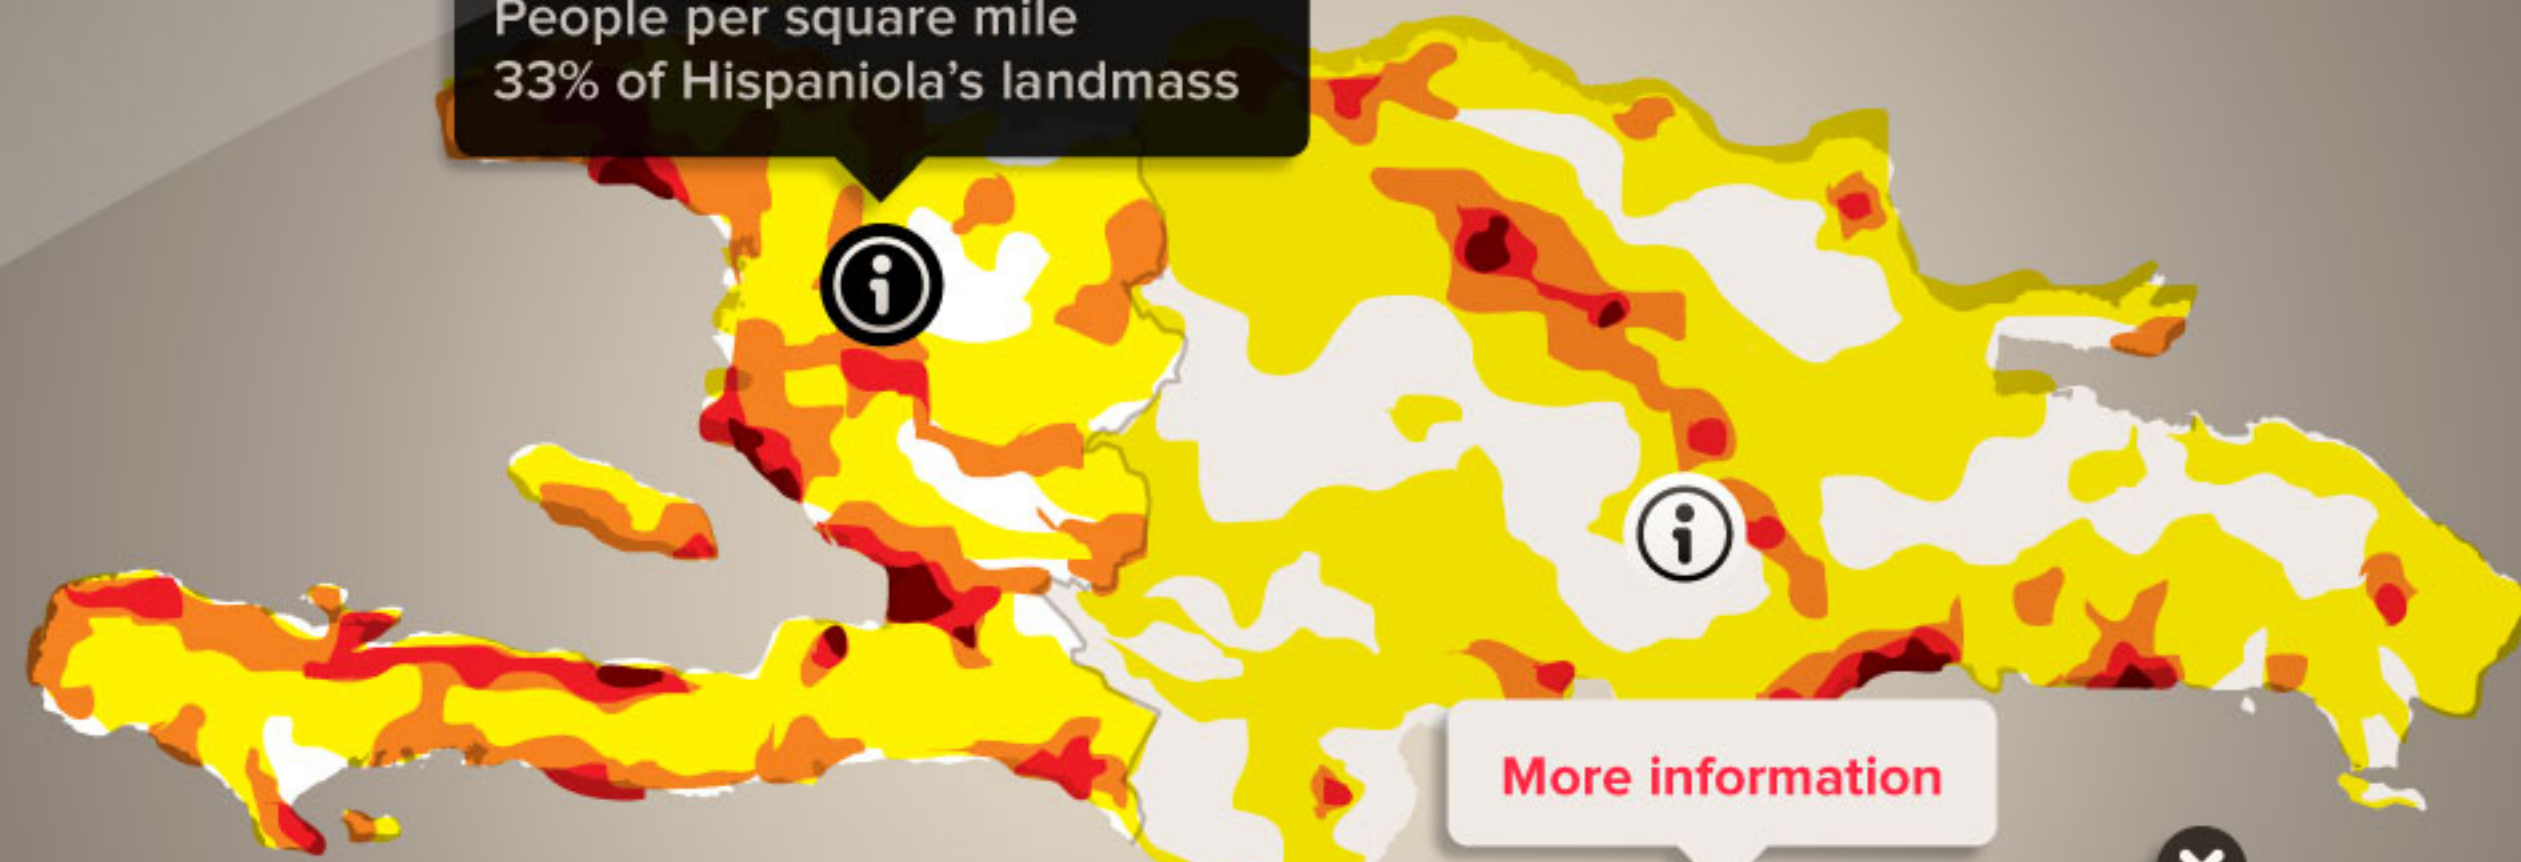 People per square mile
33% of Hispaniola’s landmass
i
i
More information